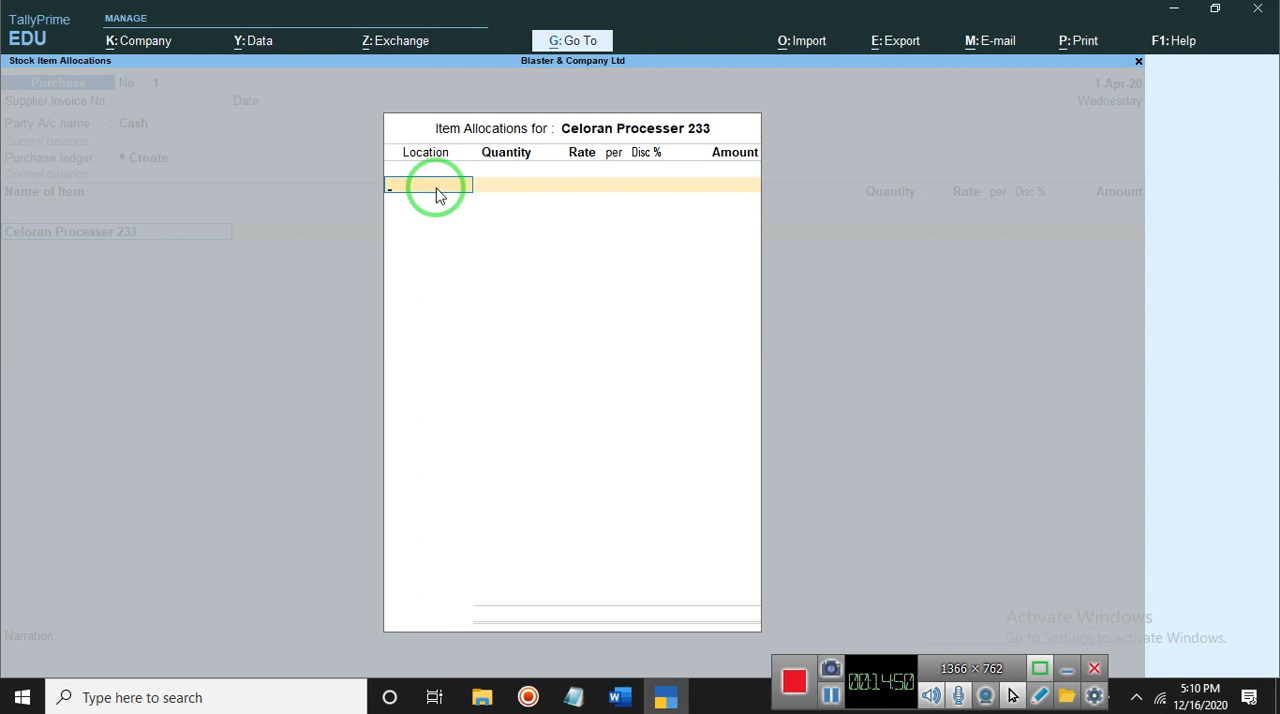 TallyPrime
EDU
MANAGE
K: Company
Y: Data
Z: Exchange
G: Go To
O: Import
E: Export
M: E-mail
P: Print
F1: Help
Stock Item Allocations
Blaster & Company Ltd
Purchase No. 1
1-Apr-20
Supplier Invoice No.:
Date :
Wednesday
Party A/c name : Cash
Current balance :
Purchase ledger : ♦ Create
Current balance :
Name of Item
Quantity Rate per Disc %
Celoran Processer 233
Item Allocations for : Celoran Processer 233
Location Quantity Rate per Disc % Amount
Narration:
Activate Windows
Go to Settings to activate Windows.
1366 × 762
00:14:50
Type here to search
5:10 PM
12/16/2020